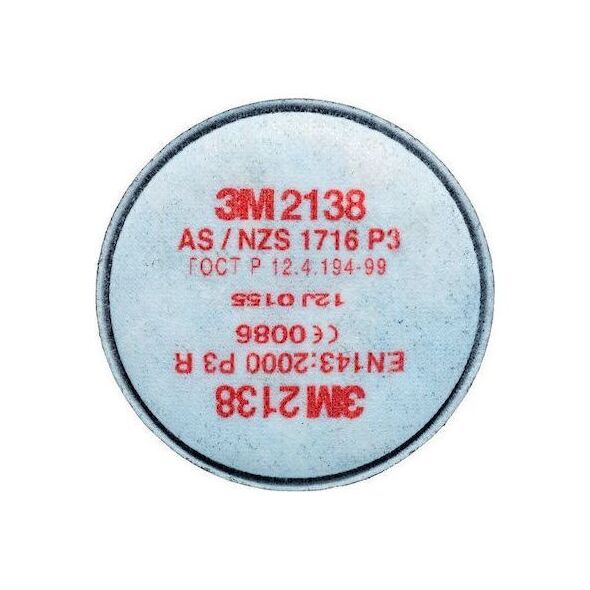 3M 2138
AS / NZS 1716 P3
ГОСТ Р 12.4.194-99
12J 0155
CE 0086
EN143:2000 P3 R
3M 2138